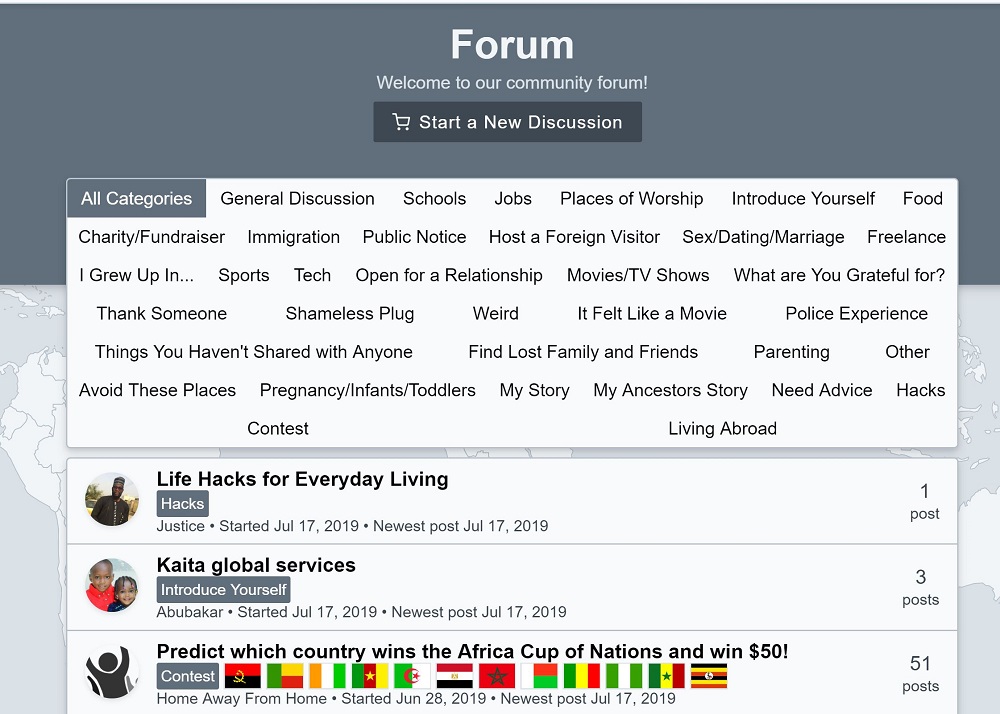 Forum
Welcome to our community forum!
Start a New Discussion
All Categories General Discussion Schools Jobs Places of Worship Introduce Yourself Food
Charity/Fundraiser Immigration Public Notice Host a Foreign Visitor Sex/Dating/Marriage Freelance
I Grew Up In... Sports Tech Open for a Relationship Movies/TV Shows What are You Grateful for?
Thank Someone Shameless Plug Weird It Felt Like a Movie Police Experience
Things You Haven't Shared with Anyone Find Lost Family and Friends Parenting Other
Avoid These Places Pregnancy/Infants/Toddlers My Story My Ancestors Story Need Advice Hacks
Contest Living Abroad
Life Hacks for Everyday Living
Hacks
Justice • Started Jul 17, 2019 • Newest post Jul 17, 2019
1
post
Kaita global services
Introduce Yourself
Abubakar • Started Jul 17, 2019 • Newest post Jul 17, 2019
3
posts
Predict which country wins the Africa Cup of Nations and win $50!
Contest
Home Away From Home • Started Jun 28, 2019 • Newest post Jul 17, 2019
51
posts